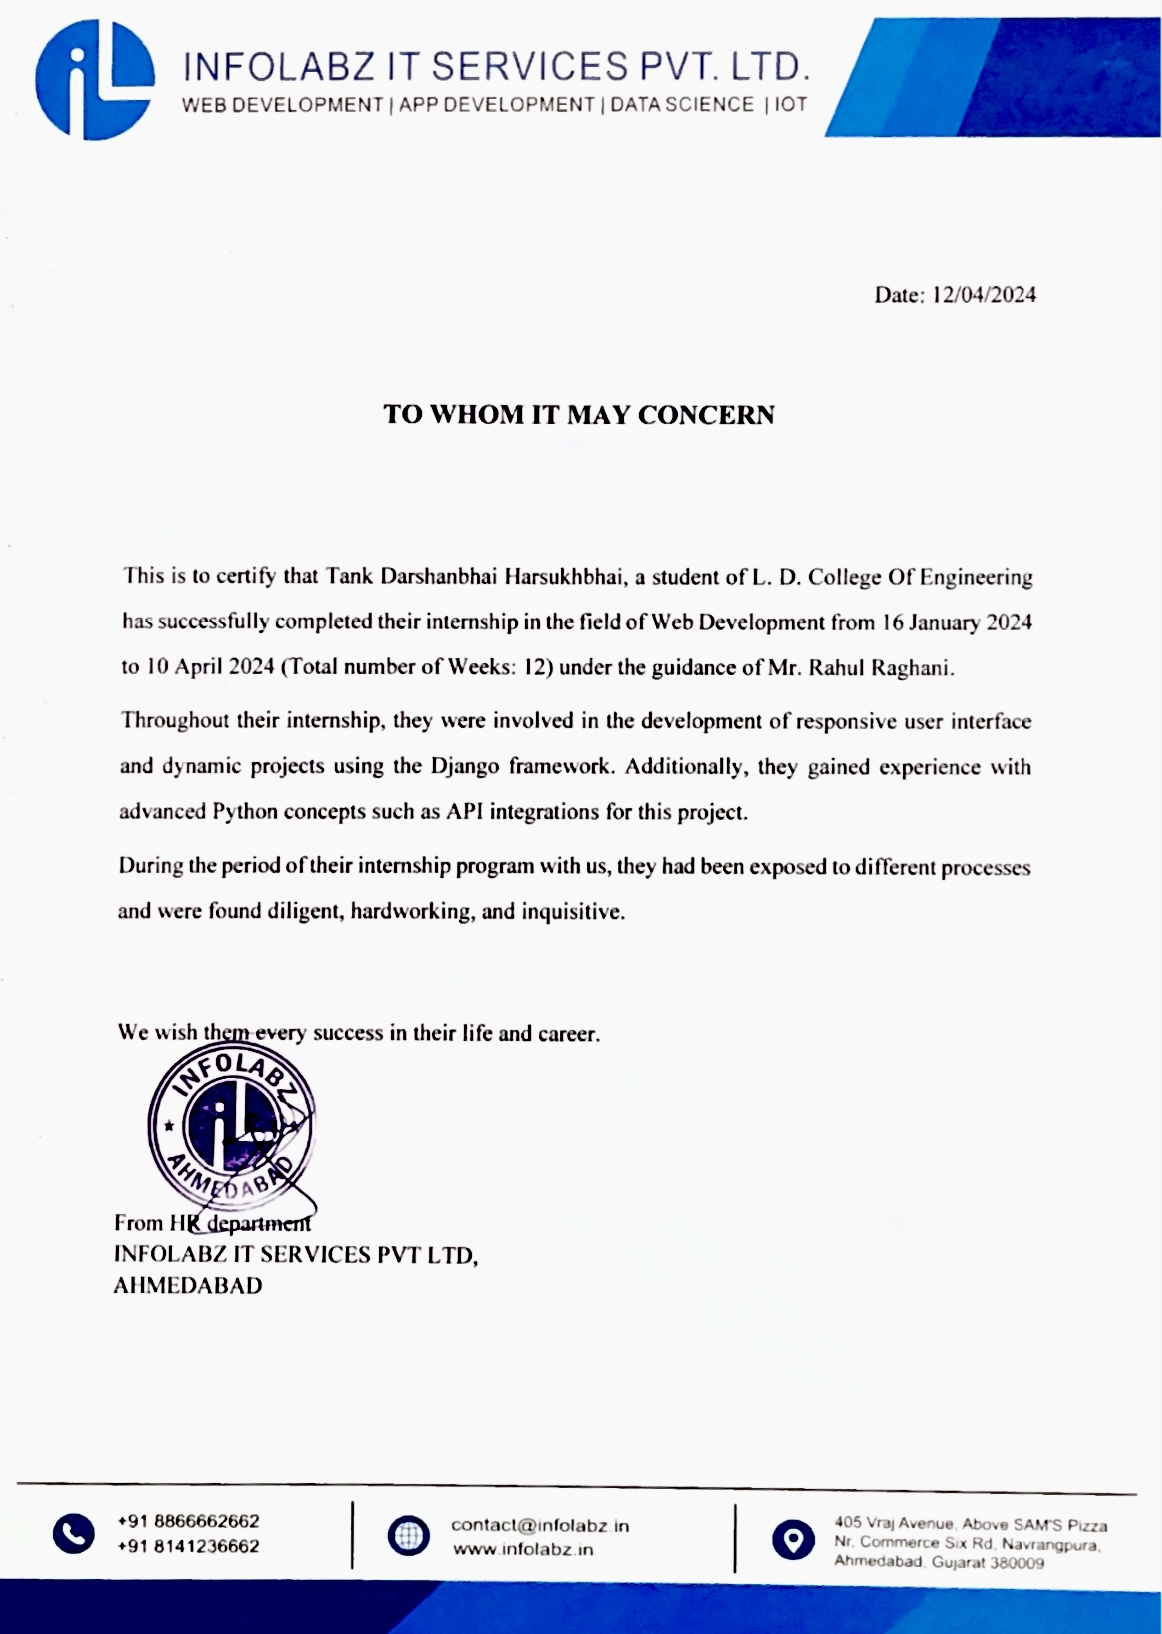 iL
INFOLABZ IT SERVICES PVT. LTD.
WEB DEVELOPMENT | APP DEVELOPMENT | DATA SCIENCE | IOT
Date: 12/04/2024
TO WHOM IT MAY CONCERN
This is to certify that Tank Darshanbhai Harsukhbhai, a student of L. D. College Of Engineering
has successfully completed their internship in the field of Web Development from 16 January 2024
to 10 April 2024 (Total number of Weeks: 12) under the guidance of Mr. Rahul Raghani.
Throughout their internship, they were involved in the development of responsive user interface
and dynamic projects using the Django framework. Additionally, they gained experience with
advanced Python concepts such as API integrations for this project.
During the period of their internship program with us, they had been exposed to different processes
and were found diligent, hardworking, and inquisitive.
We wish them every success in their life and career.
INFOLABZ
iL
AHMEDABAD
From HR department
INFOLABZ IT SERVICES PVT LTD,
AHMEDABAD
+91 8866662662
+91 8141236662
contact@infolabz.in
www.infolabz.in
405 Vraj Avenue, Above SAM'S Pizza
Nr. Commerce Six Rd, Navrangpura,
Ahmedabad, Gujarat 380009